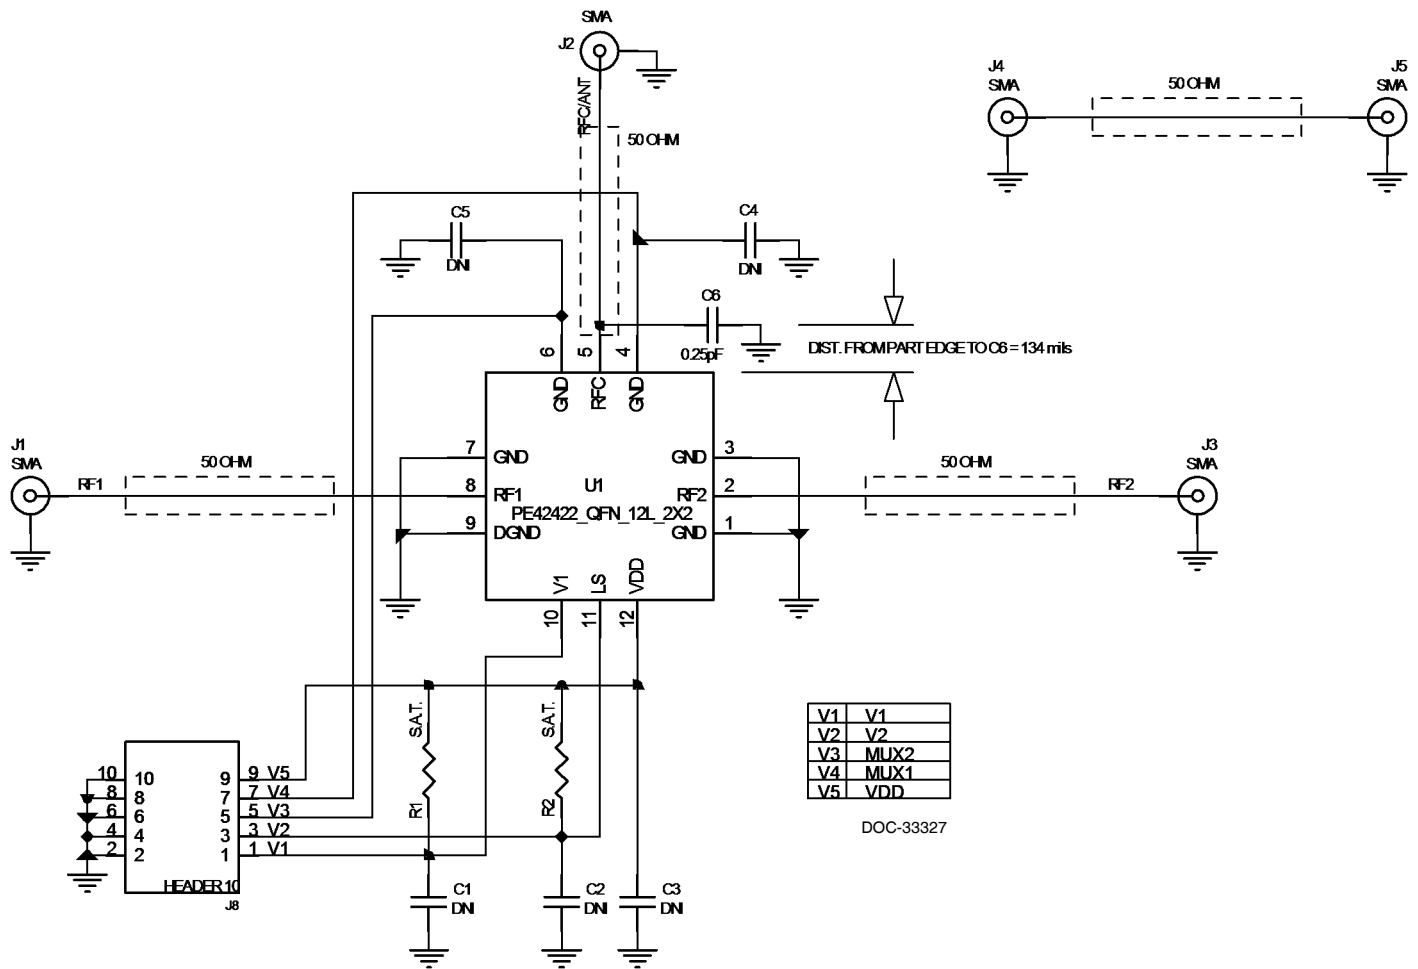 SMA
J2
RFC/ANT
50 OHM
J4
SMA
50 OHM
J5
SMA
C5
DNI
C4
DNI
C6
0.25pF
DIST. FROM PART EDGE TO C6 = 134 mils
6
5
4
GND
RFC
GND
J1
SMA
RF1
50 OHM
7
GND
8
RF1
9
DGND
U1
PE42422_QFN_12L_2X2
GND
3
RF2
2
GND
1
50 OHM
RF2
J3
SMA
V1
LS
VDD
10
11
12
S.A.T.
R1
S.A.T.
R2
10 10 9 9 V5
8 8 7 7 V4
6 6 5 5 V3
4 4 3 3 V2
2 2 1 1 V1
HEADER 10
J8
C1
DNI
C2
DNI
C3
DNI
V1 V1
V2 V2
V3 MUX2
V4 MUX1
V5 VDD
DOC-33327